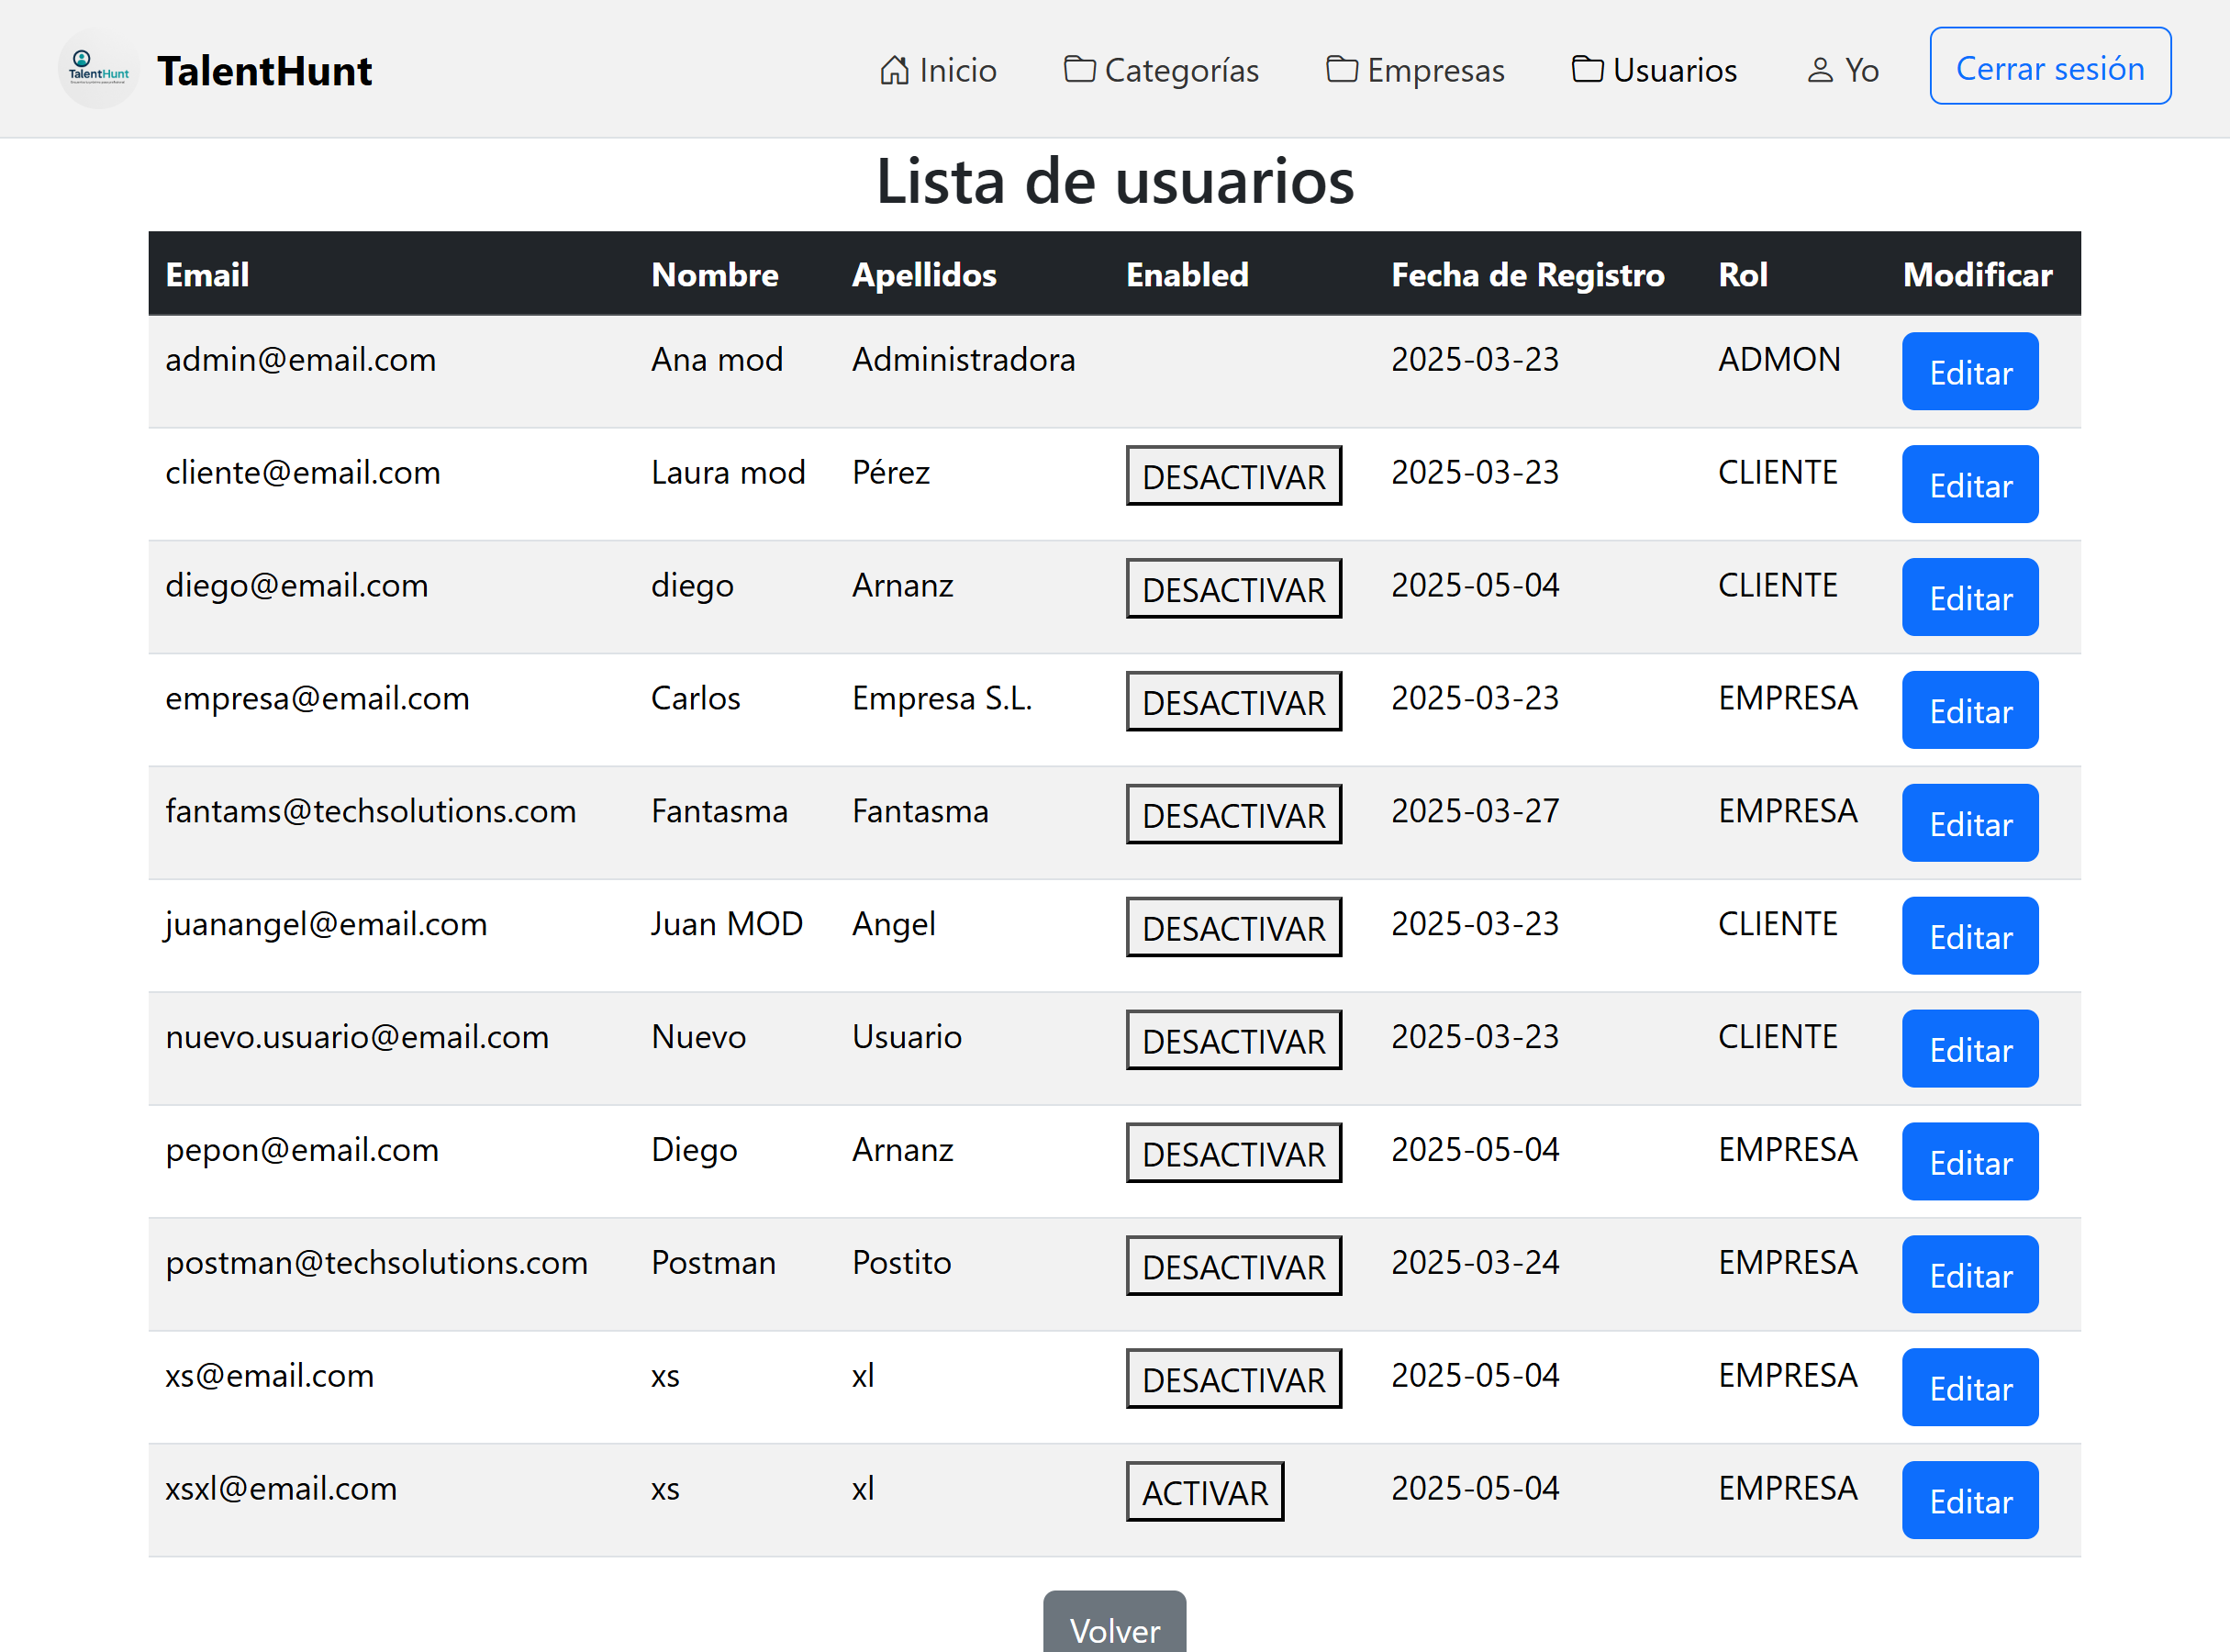 TalentHunt
TalentHunt Inicio Categorías Empresas Usuarios Yo Cerrar sesión
Lista de usuarios
Email Nombre Apellidos Enabled Fecha de Registro Rol Modificar
admin@email.com Ana mod Administradora 2025-03-23 ADMON Editar
cliente@email.com Laura mod Pérez DESACTIVAR 2025-03-23 CLIENTE Editar
diego@email.com diego Arnanz DESACTIVAR 2025-05-04 CLIENTE Editar
empresa@email.com Carlos Empresa S.L. DESACTIVAR 2025-03-23 EMPRESA Editar
fantams@techsolutions.com Fantasma Fantasma DESACTIVAR 2025-03-27 EMPRESA Editar
juanangel@email.com Juan MOD Angel DESACTIVAR 2025-03-23 CLIENTE Editar
nuevo.usuario@email.com Nuevo Usuario DESACTIVAR 2025-03-23 CLIENTE Editar
pepon@email.com Diego Arnanz DESACTIVAR 2025-05-04 EMPRESA Editar
postman@techsolutions.com Postman Postito DESACTIVAR 2025-03-24 EMPRESA Editar
xs@email.com xs xl DESACTIVAR 2025-05-04 EMPRESA Editar
xsxl@email.com xs xl ACTIVAR 2025-05-04 EMPRESA Editar
Volver